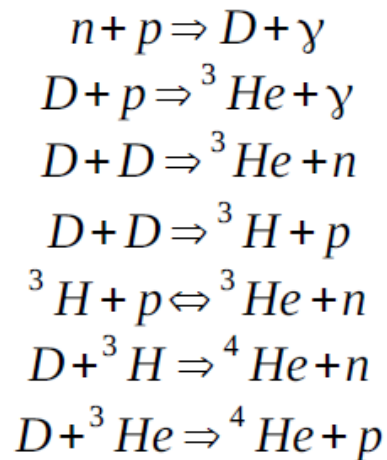 n + p ⇒ D + γ
D + p ⇒ ³He + γ
D + D ⇒ ³He + n
D + D ⇒ ³H + p
³H + p ⇔ ³He + n
D + ³H ⇒ ⁴He + n
D + ³He ⇒ ⁴He + p